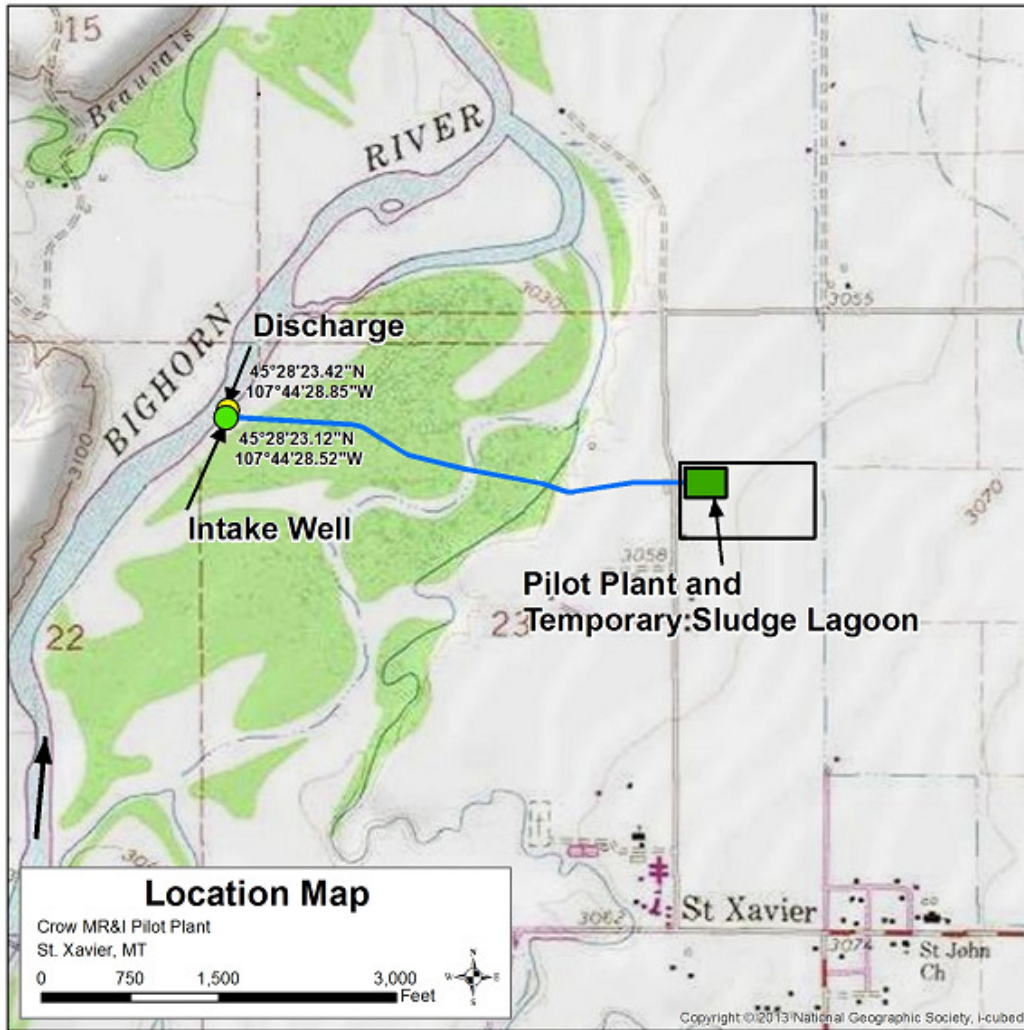 15
Beauvais
RIVER
3030
3055
Discharge
45°28'23.42"N
107°44'28.85"W
BIGHORN
45°28'23.12"N
107°44'28.52"W
3100
Intake Well
3070
3058
Pilot Plant and
Temporary Sludge Lagoon
23
22
Location Map
Crow MR&I Pilot Plant
St. Xavier, MT
0 750 1,500 3,000
Feet
N
W E
S
3062
St Xavier
3074
St John
Ch
Copyright © 2013 National Geographic Society, i-cubed